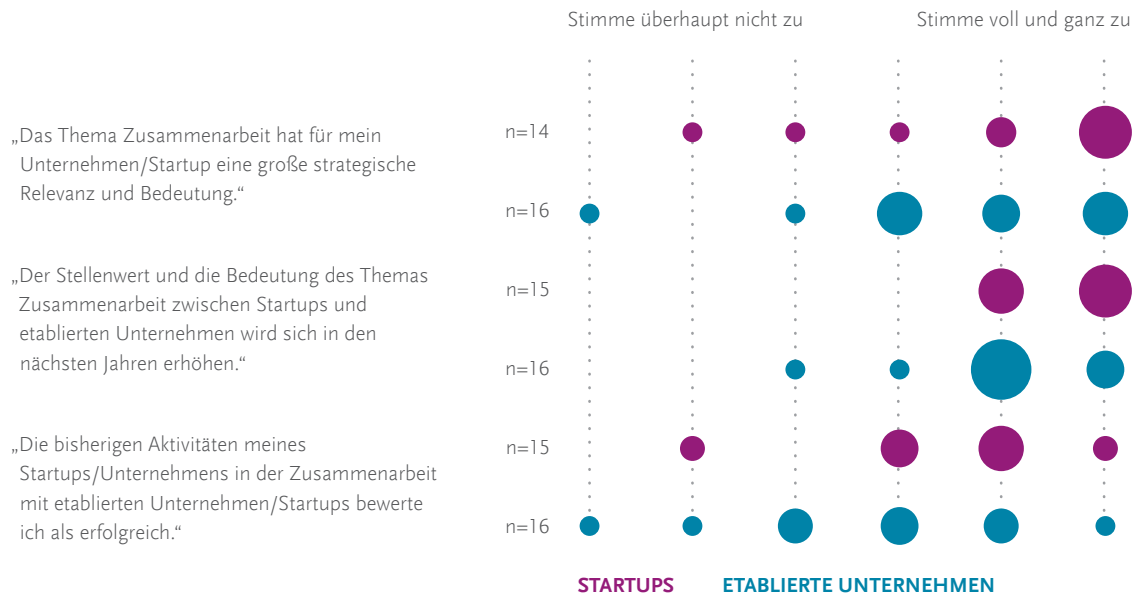 Stimme überhaupt nicht zu
Stimme voll und ganz zu
„Das Thema Zusammenarbeit hat für mein
Unternehmen/Startup eine große strategische
Relevanz und Bedeutung.“
n=14
n=16
„Der Stellenwert und die Bedeutung des Themas
Zusammenarbeit zwischen Startups und
etablierten Unternehmen wird sich in den
nächsten Jahren erhöhen.“
n=15
n=16
„Die bisherigen Aktivitäten meines
Startups/Unternehmens in der Zusammenarbeit
mit etablierten Unternehmen/Startups bewerte
ich als erfolgreich.“
n=15
n=16
STARTUPS
ETABLIERTE UNTERNEHMEN